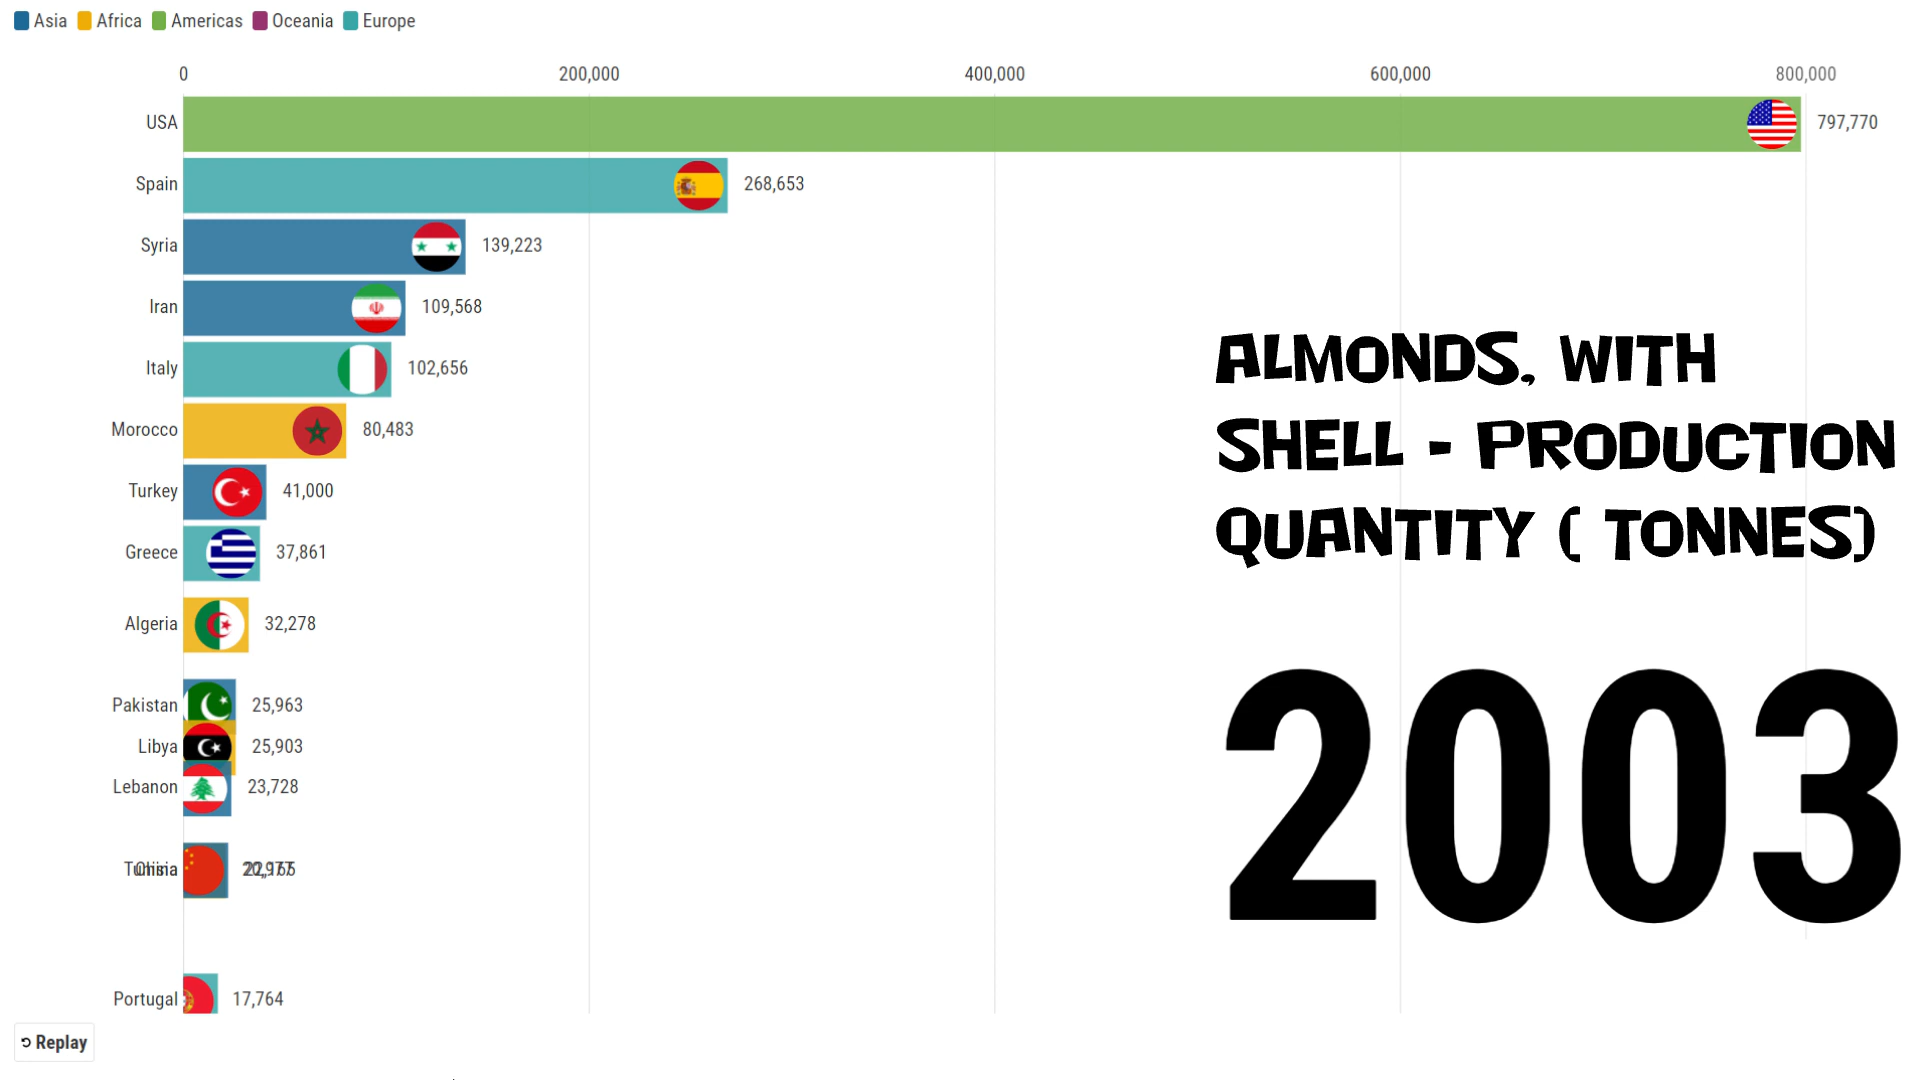 Asia Africa Americas Oceania Europe
0 200,000 400,000 600,000 800,000
USA 797,770
Spain 268,653
Syria 139,223
Iran 109,568
Italy 102,656
Morocco 80,483
Turkey 41,000
Greece 37,861
Algeria 32,278
Pakistan 25,963
Libya 25,903
Lebanon 23,728
Portugal 17,764
ALMONDS, WITH
SHELL - PRODUCTION
QUANTITY ( TONNES)
2003
Replay